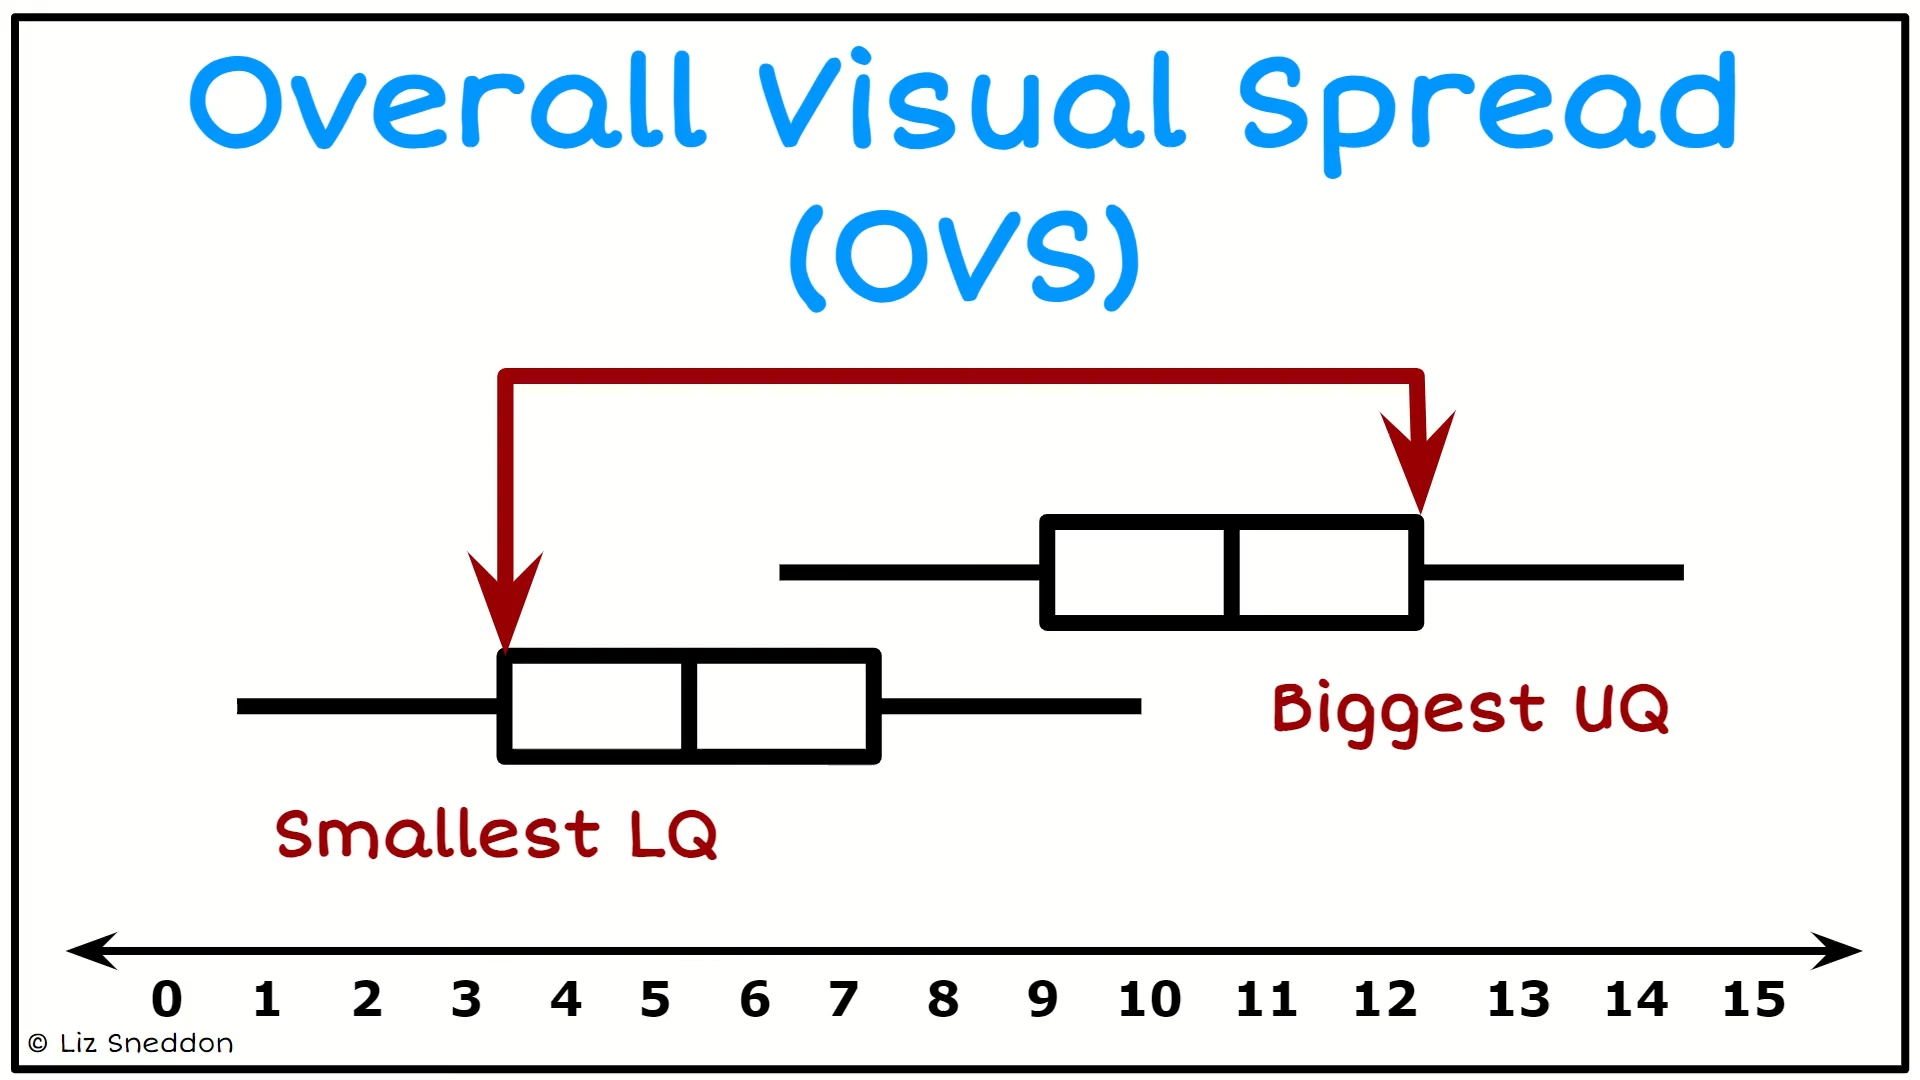 Overall Visual Spread
(OVS)
Biggest UQ
Smallest LQ
0 1 2 3 4 5 6 7 8 9 10 11 12 13 14 15
© Liz Sneddon